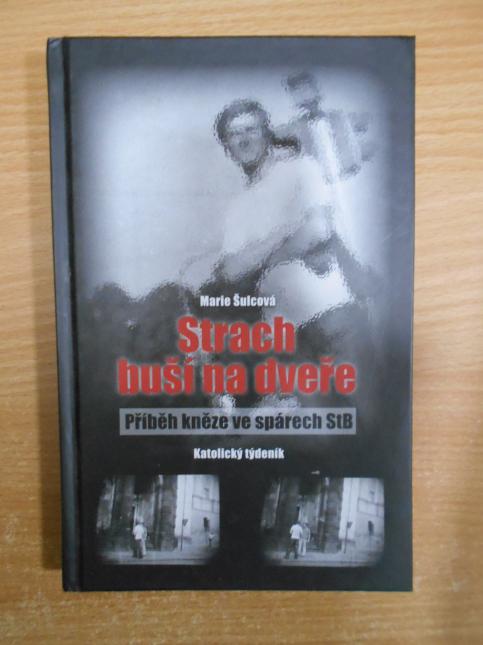 Marie Šulcová
Strach
buší na dveře
Příběh kněze ve spárech StB
Katolický týdeník